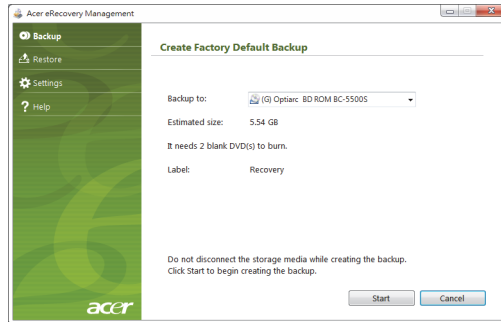 Acer eRecovery Management
Backup
Restore
Settings
Help
Create Factory Default Backup
Backup to: (G) Optiarc BD ROM BC-5500S
Estimated size: 5.54 GB
It needs 2 blank DVD(s) to burn.
Label: Recovery
Do not disconnect the storage media while creating the backup.
Click Start to begin creating the backup.
Start Cancel
acer